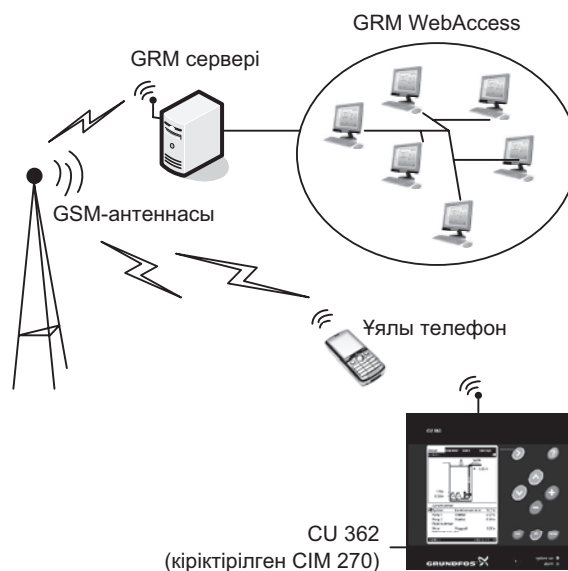 GRM WebAccess
GRM сервері
GSM-антеннасы
Ұялы телефон
CU 362
CU 362
(кіріктірілген CIM 270)
GRUNDFOS